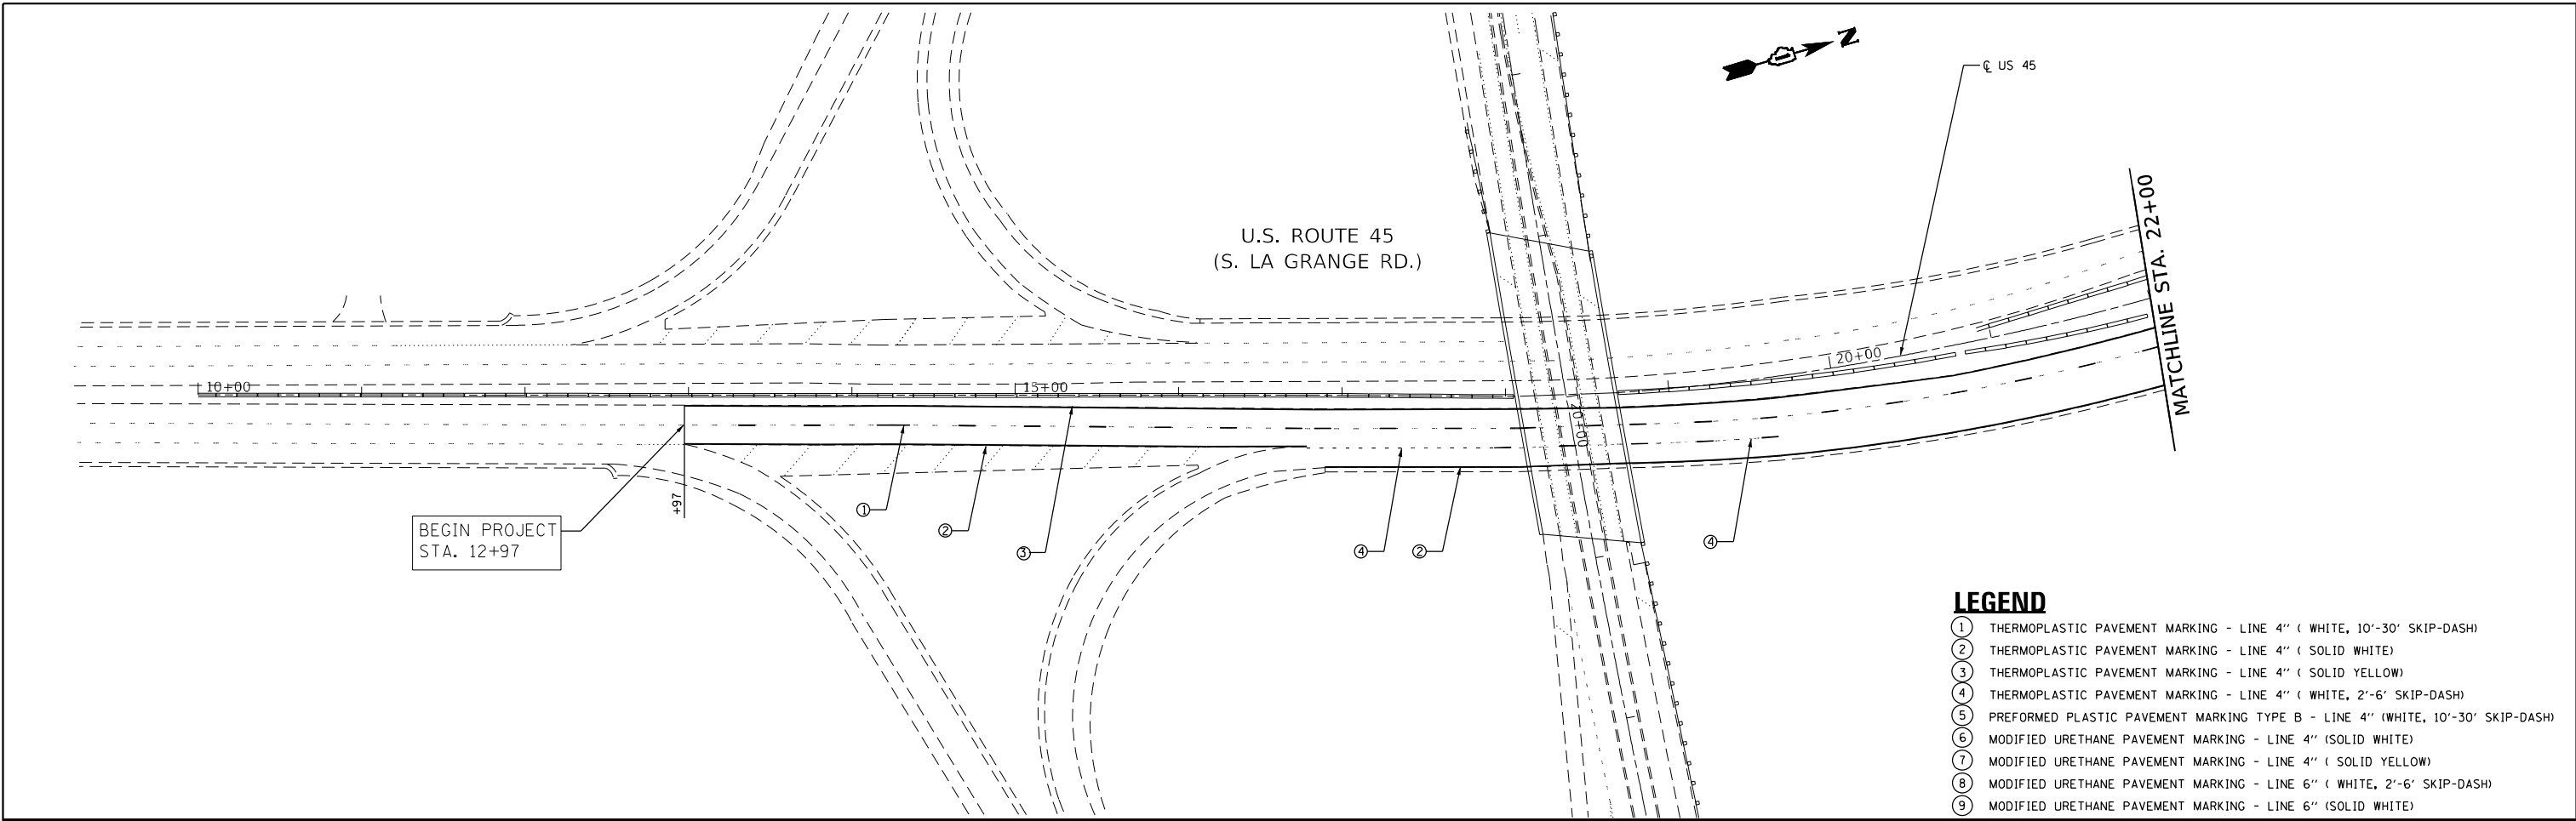 N
℄ US 45
U.S. ROUTE 45
(S. LA GRANGE RD.)
MATCHLINE STA. 22+00
10+00
15+00
20+00
20+00
+97
BEGIN PROJECT
STA. 12+97
1
2
3
4
2
4
LEGEND
1 THERMOPLASTIC PAVEMENT MARKING - LINE 4'' ( WHITE, 10'-30' SKIP-DASH)
2 THERMOPLASTIC PAVEMENT MARKING - LINE 4'' ( SOLID WHITE)
3 THERMOPLASTIC PAVEMENT MARKING - LINE 4'' ( SOLID YELLOW)
4 THERMOPLASTIC PAVEMENT MARKING - LINE 4'' ( WHITE, 2'-6' SKIP-DASH)
5 PREFORMED PLASTIC PAVEMENT MARKING TYPE B - LINE 4'' (WHITE, 10'-30' SKIP-DASH)
6 MODIFIED URETHANE PAVEMENT MARKING - LINE 4'' (SOLID WHITE)
7 MODIFIED URETHANE PAVEMENT MARKING - LINE 4'' ( SOLID YELLOW)
8 MODIFIED URETHANE PAVEMENT MARKING - LINE 6'' ( WHITE, 2'-6' SKIP-DASH)
9 MODIFIED URETHANE PAVEMENT MARKING - LINE 6'' (SOLID WHITE)